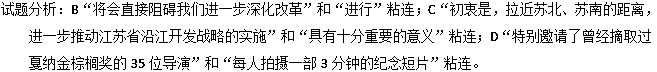 试题分析：B“将会直接阻碍我们进一步深化改革”和“进行”粘连；C“初衷是，拉近苏北、苏南的距离，
进一步推动江苏省沿江开发战略的实施”和“具有十分重要的意义”粘连；D“特别邀请了曾经摘取过
戛纳金棕榈奖的 35 位导演”和“每人拍摄一部 3 分钟的纪念短片”粘连。